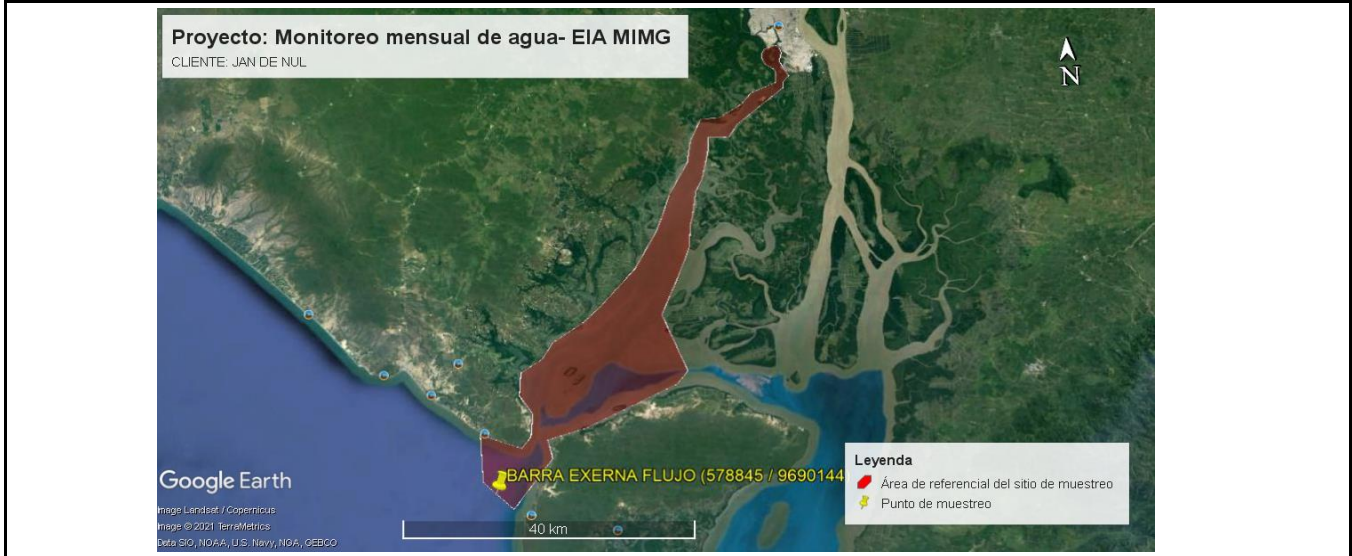 Proyecto: Monitoreo mensual de agua- EIA MIMG
CLIENTE: JAN DE NUL
N
BARRA EXERNA FLUJO (578845 / 9690144
Leyenda
Área de referencial del sitio de muestreo
Punto de muestreo
Google Earth
Image Landsat / Copernicus
Image © 2021 TerraMetrics
Data SIO, NOAA, U.S. Navy, NGA, GEBCO
40 km